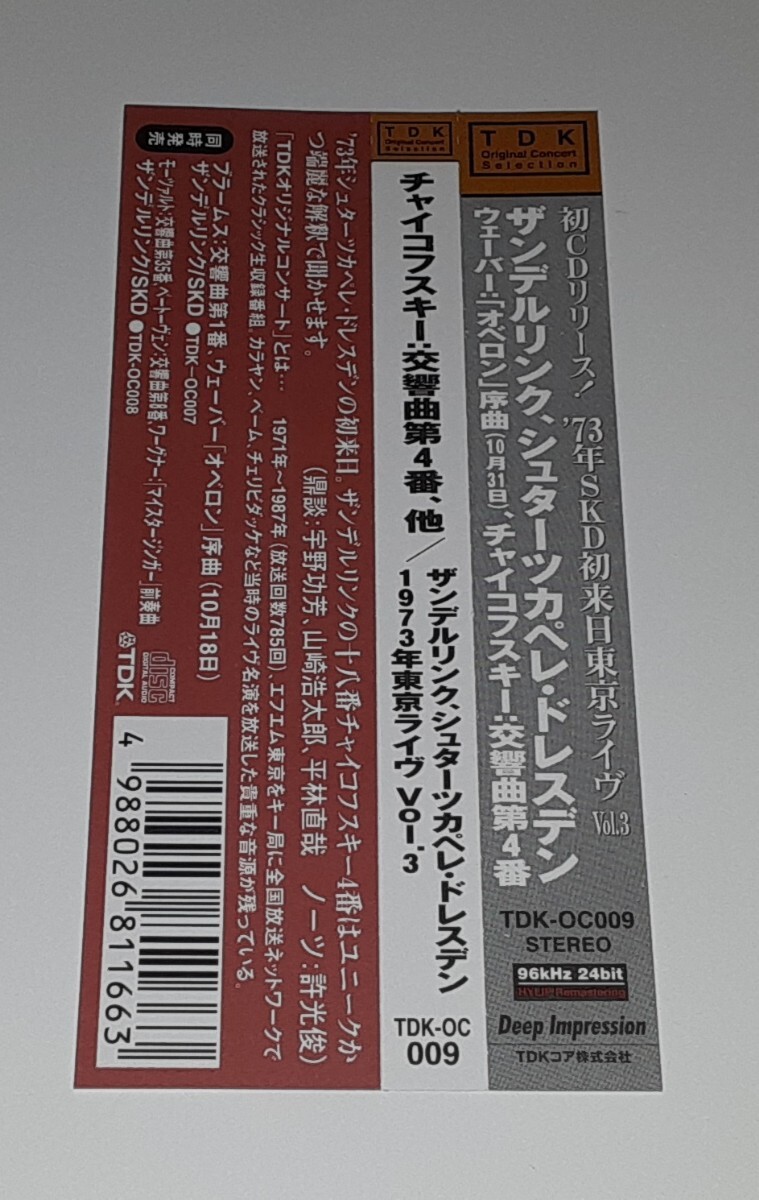 TDK
Original Concert
Selection
初CDリリース！ '73年SKD初来日東京ライヴ Vol.3
ザンデルリンク、シュターツカペレ・ドレスデン
ウェーバー：「オベロン」序曲(10月31日)、チャイコフスキー：交響曲第4番
TDK-OC009
STEREO
96kHz 24bit
HYPER Remastering
Deep Impression
TDKコア株式会社
TDK
Original Concert
Selection
チャイコフスキー：交響曲第4番、他／ザンデルリンク、シュターツカペレ・ドレスデン
1973年東京ライヴ VOl.3
TDK-OC
009
'73年シュターツカペレ・ドレスデンの初来日。ザンデルリンクの十八番チャイコフスキー4番はユニークか
つ端麗な解釈で聞かせます。
(鼎談：宇野功芳、山崎浩太郎、平林直哉 ノーツ：許光俊)
「TDKオリジナルコンサート」とは… 1971年～1987年(放送回数785回)、エフエム東京をキー局に全国放送ネットワークで
放送されたクラシック生収録番組。カラヤン、ベーム、チェリビダッケなど当時のライヴ名演を放送した貴重な音源が残っている。
同時発売
ブラームス：交響曲第1番、ウェーバー「オベロン」序曲(10月18日)
ザンデルリンク/SKD ●TDK-OC007
モーツァルト：交響曲第35番、ベートーヴェン：交響曲第8番、ワーグナー：「マイスタージンガー」前奏曲
ザンデルリンク/SKD ●TDK-OC008
COMPACT
disc
DIGITAL AUDIO
TDK
4 988026 811663